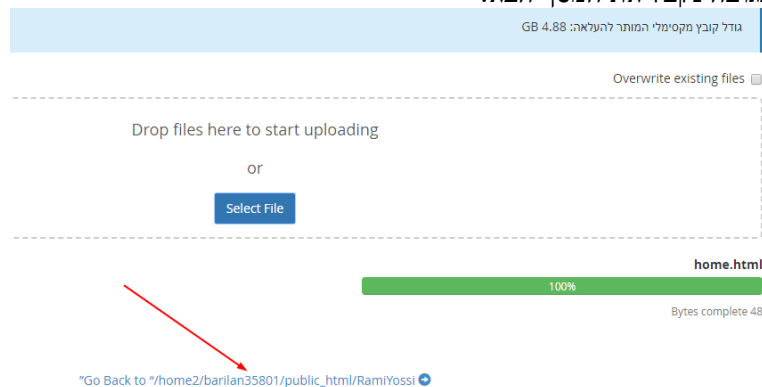 גודל קובץ מקסימלי המותר להעלאה: 4.88 GB
Overwrite existing files
Drop files here to start uploading
or
Select File
home.html
100%
Bytes complete 48
"Go Back to "/home2/barilan35801/public_html/RamiYossi